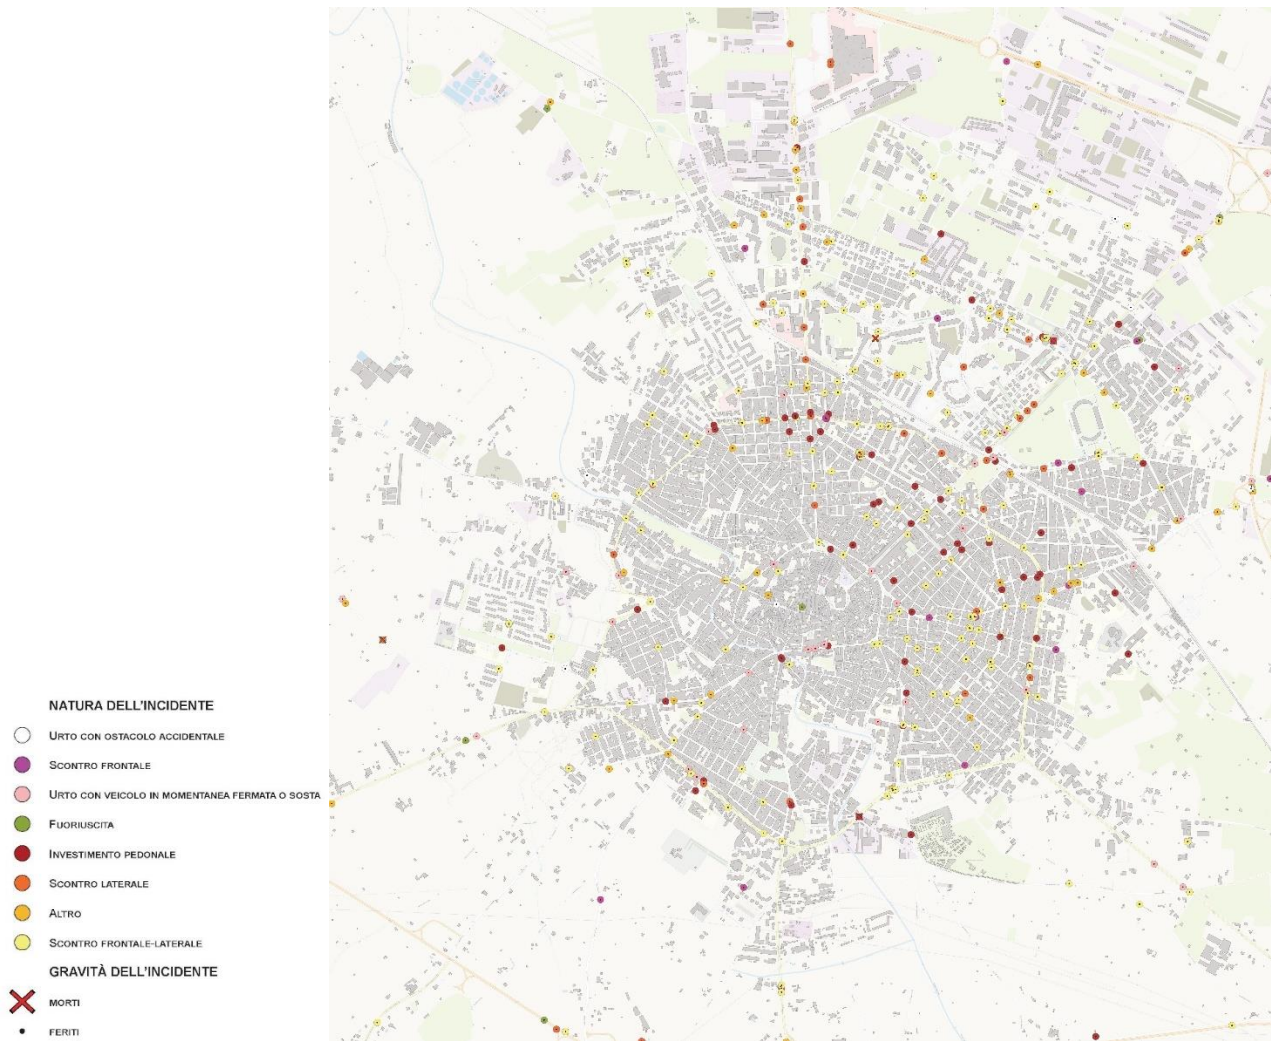 NATURA DELL'INCIDENTE
URTO CON OSTACOLO ACCIDENTALE
SCONTRO FRONTALE
URTO CON VEICOLO IN MOMENTANEA FERMATA O SOSTA
FUORIUSCITA
INVESTIMENTO PEDONALE
SCONTRO LATERALE
ALTRO
SCONTRO FRONTALE-LATERALE
GRAVITÀ DELL'INCIDENTE
MORTI
FERITI